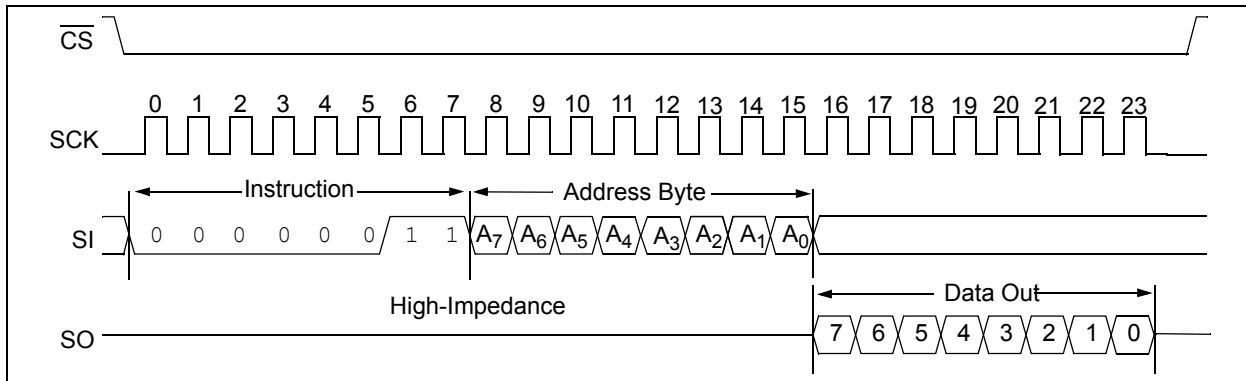 CS
0 1 2 3 4 5 6 7 8 9 10 11 12 13 14 15 16 17 18 19 20 21 22 23
SCK
Instruction Address Byte
SI 0 0 0 0 0 0 1 1 A7 A6 A5 A4 A3 A2 A1 A0
High-Impedance Data Out
SO 7 6 5 4 3 2 1 0